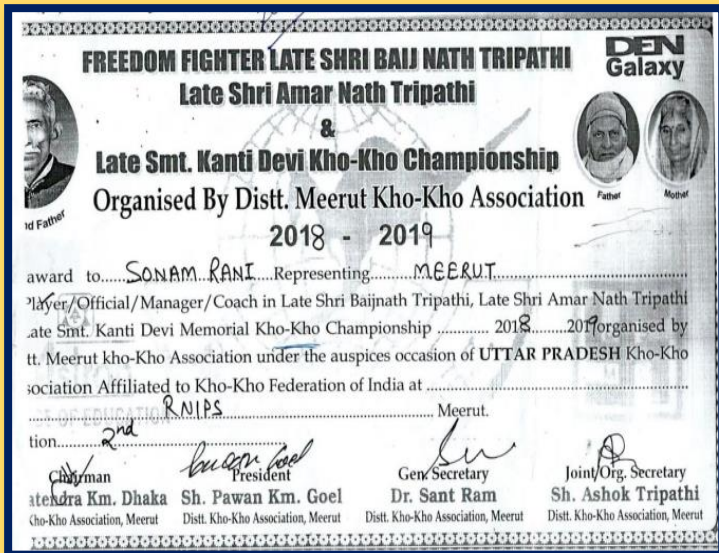 FREEDOM FIGHTER LATE SHRI BAIJ NATH TRIPATHI
DEN
Galaxy
Late Shri Amar Nath Tripathi
&
Late Smt. Kanti Devi Kho-Kho Championship
Organised By Distt. Meerut Kho-Kho Association
nd Father
Father
Mother
2018 - 2019
award to.....SONAM RANI.....Representing.........MEERUT
Player/Official/Manager/Coach in Late Shri Baijnath Tripathi, Late Shri Amar Nath Tripathi
Late Smt. Kanti Devi Memorial Kho-Kho Championship ............ 2018..........2019organised by
tt. Meerut kho-Kho Association under the auspices occasion of UTTAR PRADESH Kho-Kho
sociation Affiliated to Kho-Kho Federation of India at
RNIPS Meerut.
tion......2nd
Chairman President Gen. Secretary Joint/Org. Secretary
atendra Km. Dhaka Sh. Pawan Km. Goel Dr. Sant Ram Sh. Ashok Tripathi
Kho-Kho Association, Meerut Distt. Kho-Kho Association, Meerut Distt. Kho-Kho Association, Meerut Distt. Kho-Kho Association, Meerut